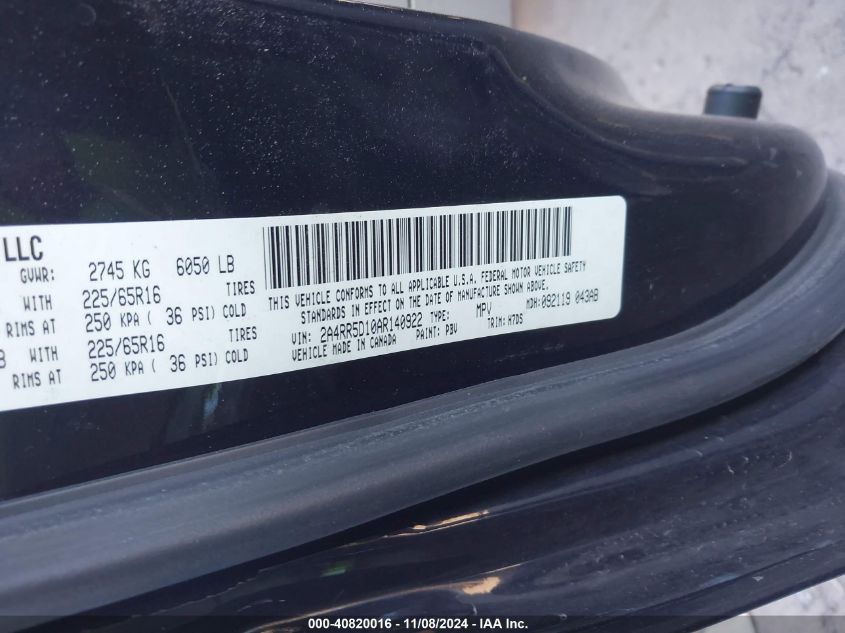 LLC
GVWR: 2745 KG 6050 LB
WITH 225/65R16 TIRES
RIMS AT 250 KPA ( 36 PSI) COLD
B WITH 225/65R16 TIRES
RIMS AT 250 KPA ( 36 PSI) COLD
THIS VEHICLE CONFORMS TO ALL APPLICABLE U.S.A. FEDERAL MOTOR VEHICLE SAFETY
STANDARDS IN EFFECT ON THE DATE OF MANUFACTURE SHOWN ABOVE.
MDH: 092119 043AB
VIN: 2A4RR5D10AR140922 TYPE: MPV
VEHICLE MADE IN CANADA PAINT: PBV TRIM: H7DS
000-40820016 - 11/08/2024 - IAA Inc.